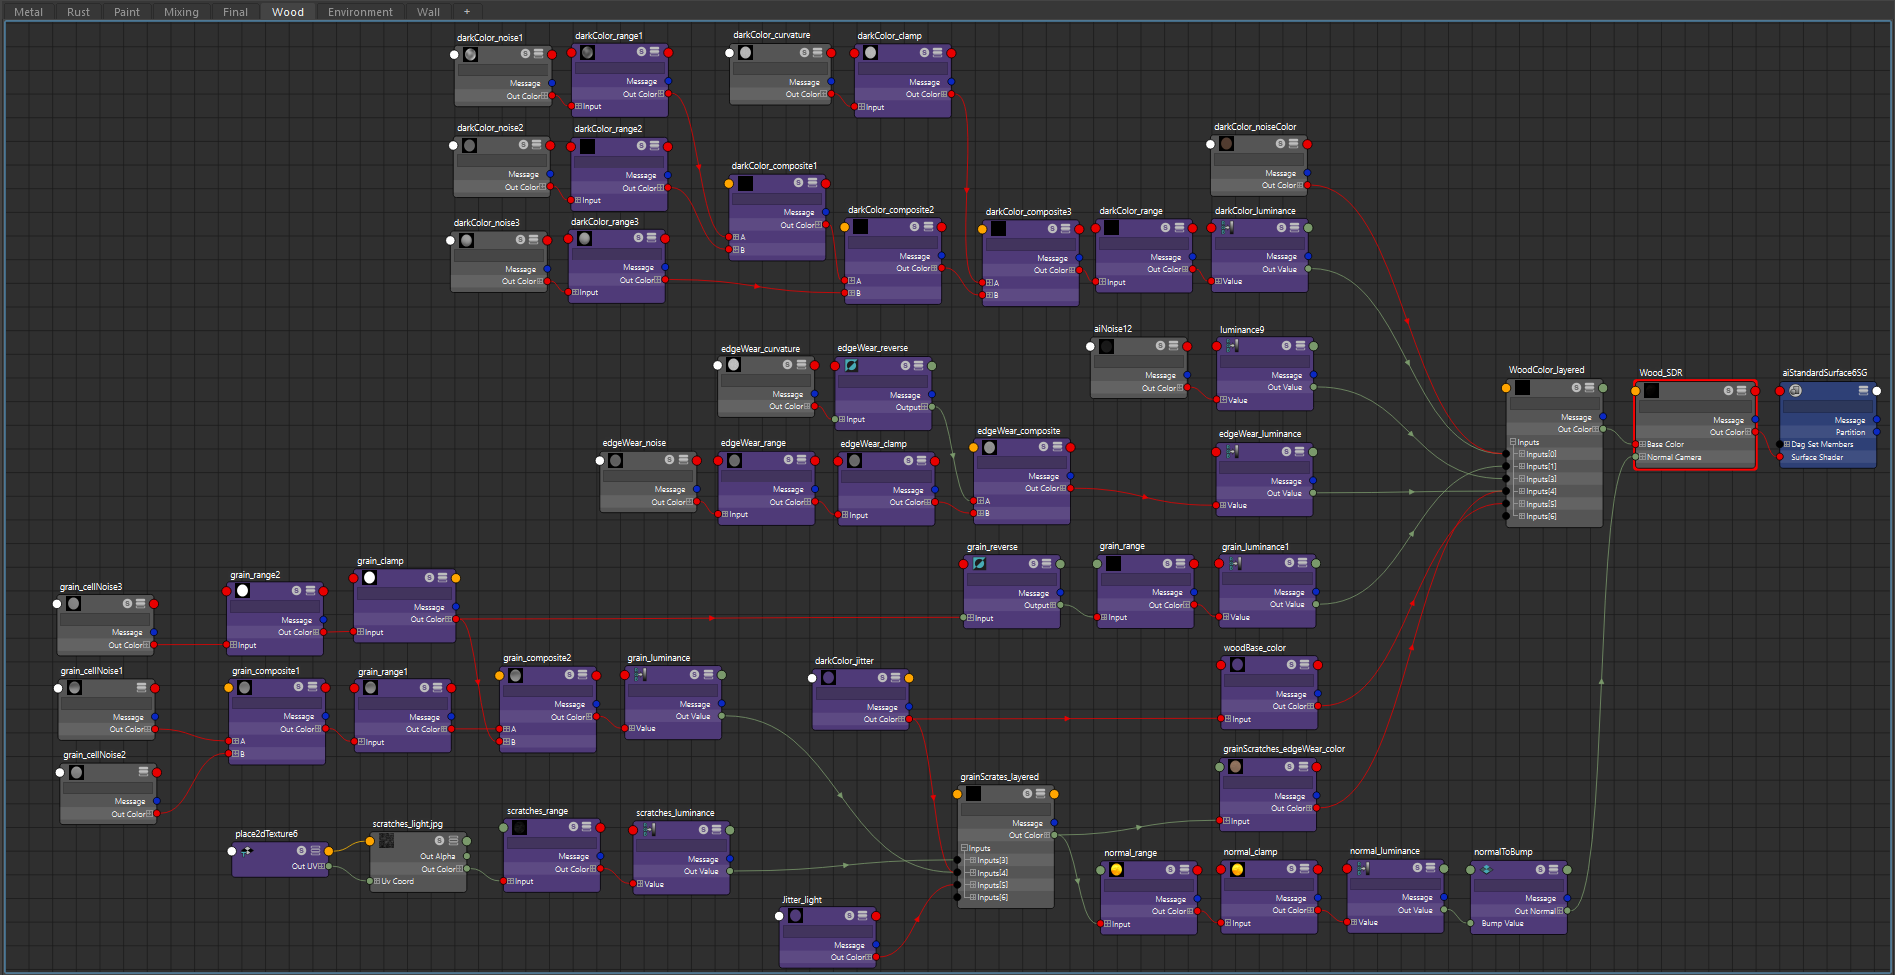 Metal Rust Paint Mixing Final Wood Environment Wall +
darkColor_noise1
S
Message
Out Color
darkColor_range1
S
Message
Out Color
Input
darkColor_curvature
S
Message
Out Color
darkColor_clamp
S
Message
Out Color
Input
darkColor_noise2
S
Message
Out Color
darkColor_range2
S
Message
Out Color
Input
darkColor_noiseColor
S
Message
Out Color
darkColor_composite1
S
Message
Out Color
A
B
darkColor_noise3
S
Message
Out Color
darkColor_range3
S
Message
Out Color
Input
darkColor_composite2
S
Message
Out Color
A
B
darkColor_composite3
S
Message
Out Color
A
B
darkColor_range
S
Message
Out Color
Input
darkColor_luminance
S
Message
Out Value
Value
aiNoise12
S
Message
Out Color
luminance9
S
Message
Out Value
Value
edgeWear_curvature
S
Message
Out Color
edgeWear_reverse
S
Message
Output
Input
WoodColor_layered
S
Message
Out Color
Inputs
Inputs[0]
Inputs[1]
Inputs[3]
Inputs[4]
Inputs[5]
Inputs[6]
Wood_SDR
S
Message
Out Color
Base Color
Normal Camera
aiStandardSurface6SG
Message
Partition
Dag Set Members
Surface Shader
edgeWear_noise
S
Message
Out Color
edgeWear_range
S
Message
Out Color
Input
edgeWear_clamp
S
Message
Out Color
Input
edgeWear_composite
S
Message
Out Color
A
B
edgeWear_luminance
S
Message
Out Value
Value
grain_cellNoise3
S
Message
Out Color
grain_range2
S
Message
Out Color
Input
grain_clamp
S
Message
Out Color
Input
grain_reverse
S
Message
Output
Input
grain_range
S
Message
Out Color
Input
grain_luminance1
S
Message
Out Value
Value
grain_cellNoise1
Message
Out Color
grain_composite1
S
Message
Out Color
A
B
grain_range1
S
Message
Out Color
Input
grain_composite2
S
Message
Out Color
A
B
grain_luminance
S
Message
Out Value
Value
darkColor_jitter
S
Message
Out Color
woodBase_color
S
Message
Out Color
Input
grain_cellNoise2
Message
Out Color
grainScratches_edgeWear_color
S
Message
Out Color
Input
place2dTexture6
S
Out UV
scratches_light.jpg
S
Out Alpha
Out Color
Uv Coord
scratches_range
S
Message
Out Color
Input
scratches_luminance
S
Message
Out Value
Value
grainScrates_layered
S
Message
Out Color
Inputs
Inputs[3]
Inputs[4]
Inputs[5]
Inputs[6]
normal_range
S
Message
Out Color
Input
normal_clamp
S
Message
Out Color
Input
normal_luminance
S
Message
Out Value
Value
normalToBump
S
Message
Out Normal
Bump Value
Jitter_light
S
Message
Out Color